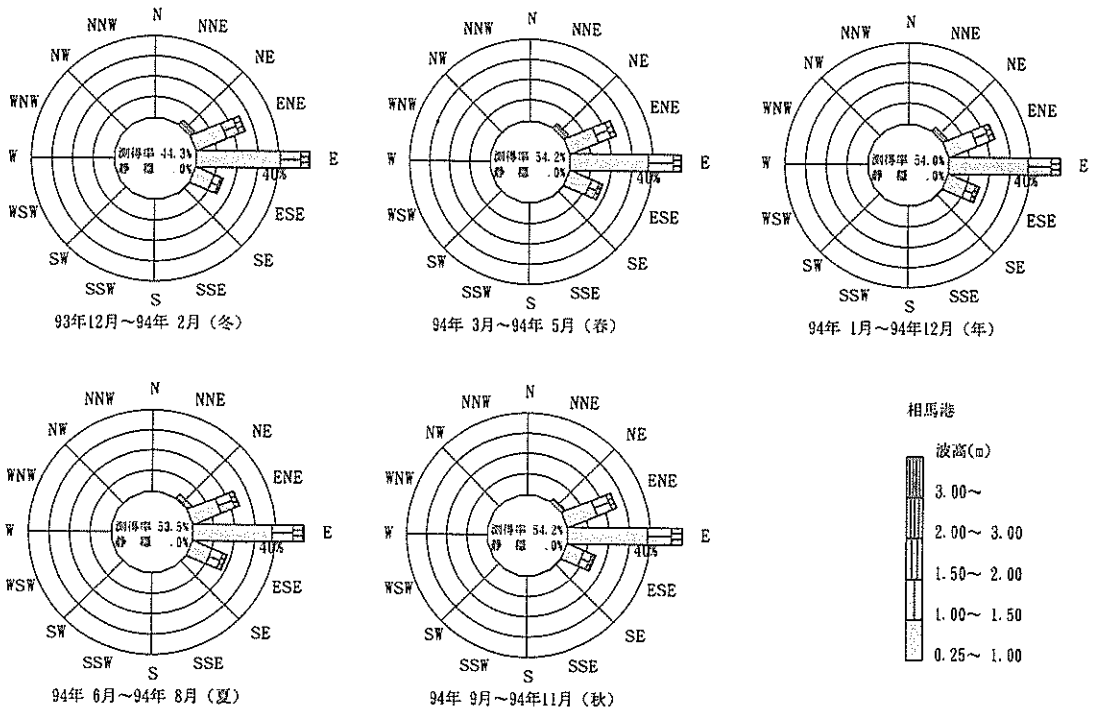 N
NNW NNE
NW NE
WNW ENE
W E
測得率 44.3%
静 穏 .0%
40%
WSW
SW SE
SSW SSE
S
93年12月～94年 2月（冬）
N
NNW NNE
NW NE
WNW ENE
W E
測得率 54.2%
静 穏 .0%
40%
WSW ESE
SW SE
SSW SSE
S
94年 3月～94年 5月（春）
N
NNW NNE
NW NE
WNW ENE
W E
測得率 54.0%
静 穏 .0%
40%
WSW ESE
SW SE
SSW SSE
S
94年 1月～94年12月（年）
N
NNW NNE
NW NE
WNW ENE
W E
測得率 53.5%
静 穏 .0%
40%
WSW ESE
SW SE
SSW SSE
S
94年 6月～94年 8月（夏）
N
NNW NNE
NW NE
WNW ENE
W E
測得率 54.2%
静 穏 .0%
40%
WSW ESE
SW SE
SSW SSE
S
94年 9月～94年11月（秋）
相馬港
波高(m)
3.00～
2.00～ 3.00
1.50～ 2.00
1.00～ 1.50
0.25～ 1.00